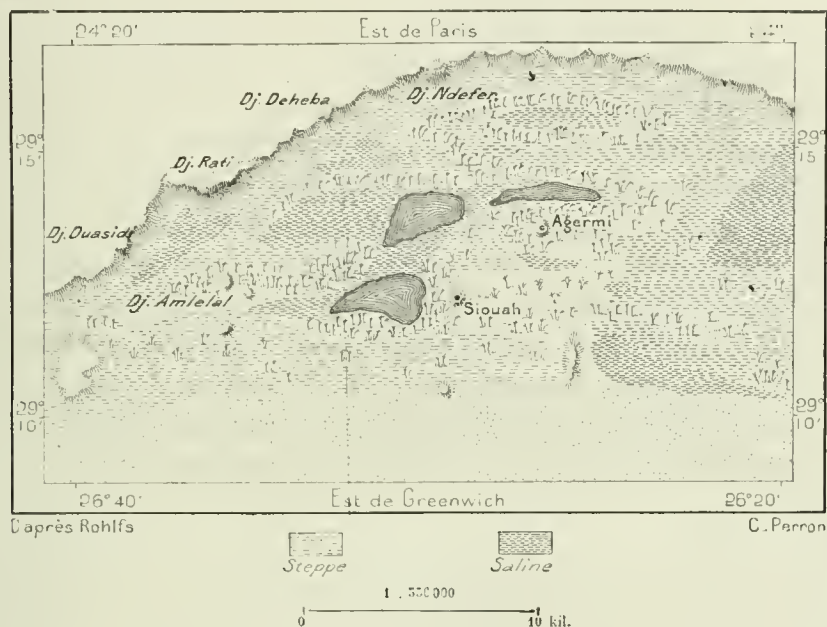 24° 20'
Est de Paris
Dj. Ndefer
Dj. Deheba
29°
15'
29°
15'
Dj. Rati
Agermi
Dj. Duasidi
Dj. Amlelal
Siouah
29°
10'
29°
10'
26° 40'
Est de Greenwich
26° 20'
D'après Rohlfs
C. Perron
Steppe
Saline
0
10 kil.